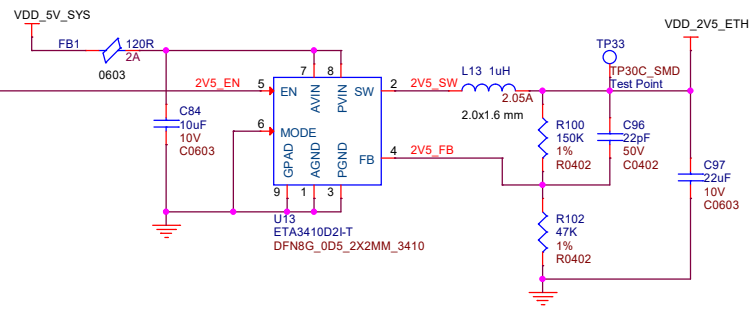 VDD_5V_SYS
FB1
120R
2A
0603
C84
10uF
10V
C0603
2V5_EN
5
EN
6
MODE
7
AVIN
8
PVIN
SW
2
2V5_SW
FB
4
2V5_FB
GPAD
9
AGND
1
PGND
3
U13
ETA3410D2I-T
DFN8G_0D5_2X2MM_3410
L13 1uH
2.05A
2.0x1.6 mm
TP33
TP30C_SMD
Test Point
VDD_2V5_ETH
R100
150K
1%
R0402
C96
22pF
50V
C0402
C97
22uF
10V
C0603
R102
47K
1%
R0402